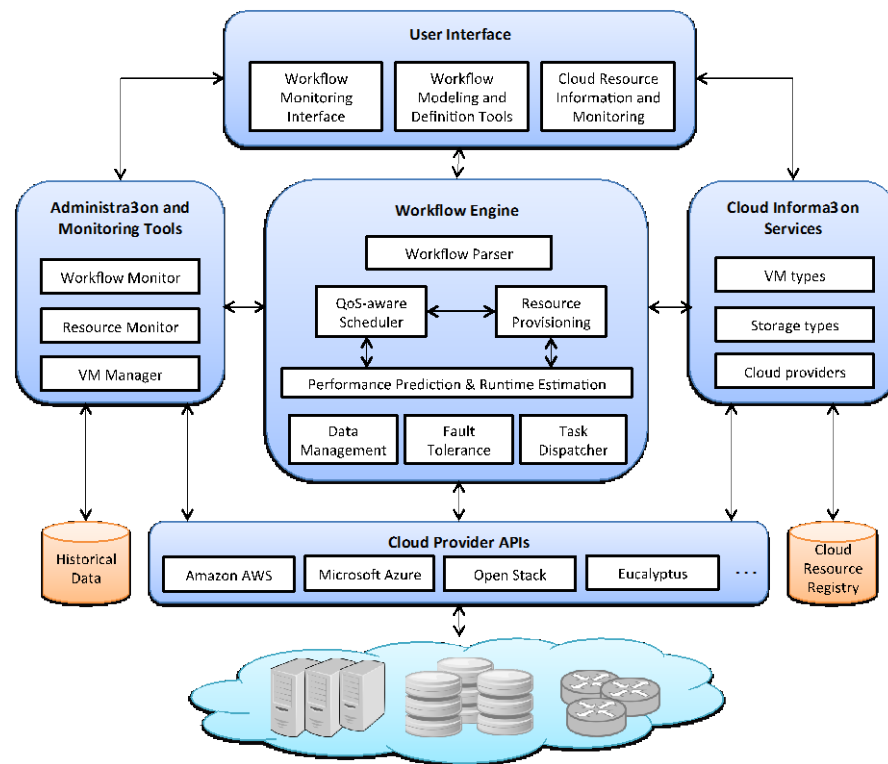 User Interface
Workflow
Monitoring
Interface
Workflow
Modeling and
Definition Tools
Cloud Resource
Information and
Monitoring
Administra3on and
Monitoring Tools
Workflow Monitor
Resource Monitor
VM Manager
Workflow Engine
Workflow Parser
QoS-aware
Scheduler
Resource
Provisioning
Performance Prediction & Runtime Estimation
Data
Management
Fault
Tolerance
Task
Dispatcher
Cloud Informa3on
Services
VM types
Storage types
Cloud providers
Historical
Data
Cloud Provider APIs
Amazon AWS
Microsoft Azure
Open Stack
Eucalyptus
...
Cloud
Resource
Registry